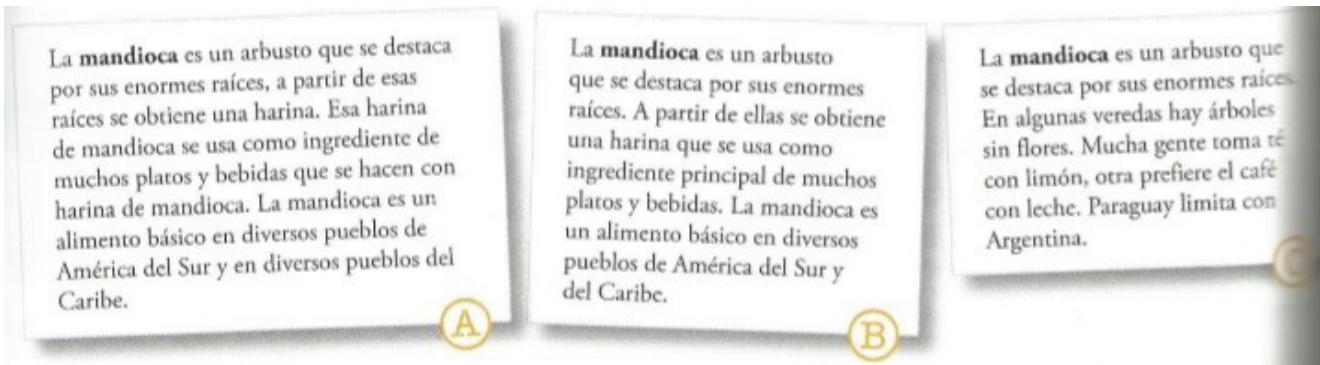 La mandioca es un arbusto que se destaca
por sus enormes raíces, a partir de esas
raíces se obtiene una harina. Esa harina
de mandioca se usa como ingrediente de
muchos platos y bebidas que se hacen con
harina de mandioca. La mandioca es un
alimento básico en diversos pueblos de
América del Sur y en diversos pueblos del
Caribe.
A
La mandioca es un arbusto
que se destaca por sus enormes
raíces. A partir de ellas se obtiene
una harina que se usa como
ingrediente principal de muchos
platos y bebidas. La mandioca es
un alimento básico en diversos
pueblos de América del Sur y
del Caribe.
B
La mandioca es un arbusto que
se destaca por sus enormes raíces.
En algunas veredas hay árboles
sin flores. Mucha gente toma té
con limón, otra prefiere el café
con leche. Paraguay limita con
Argentina.
C